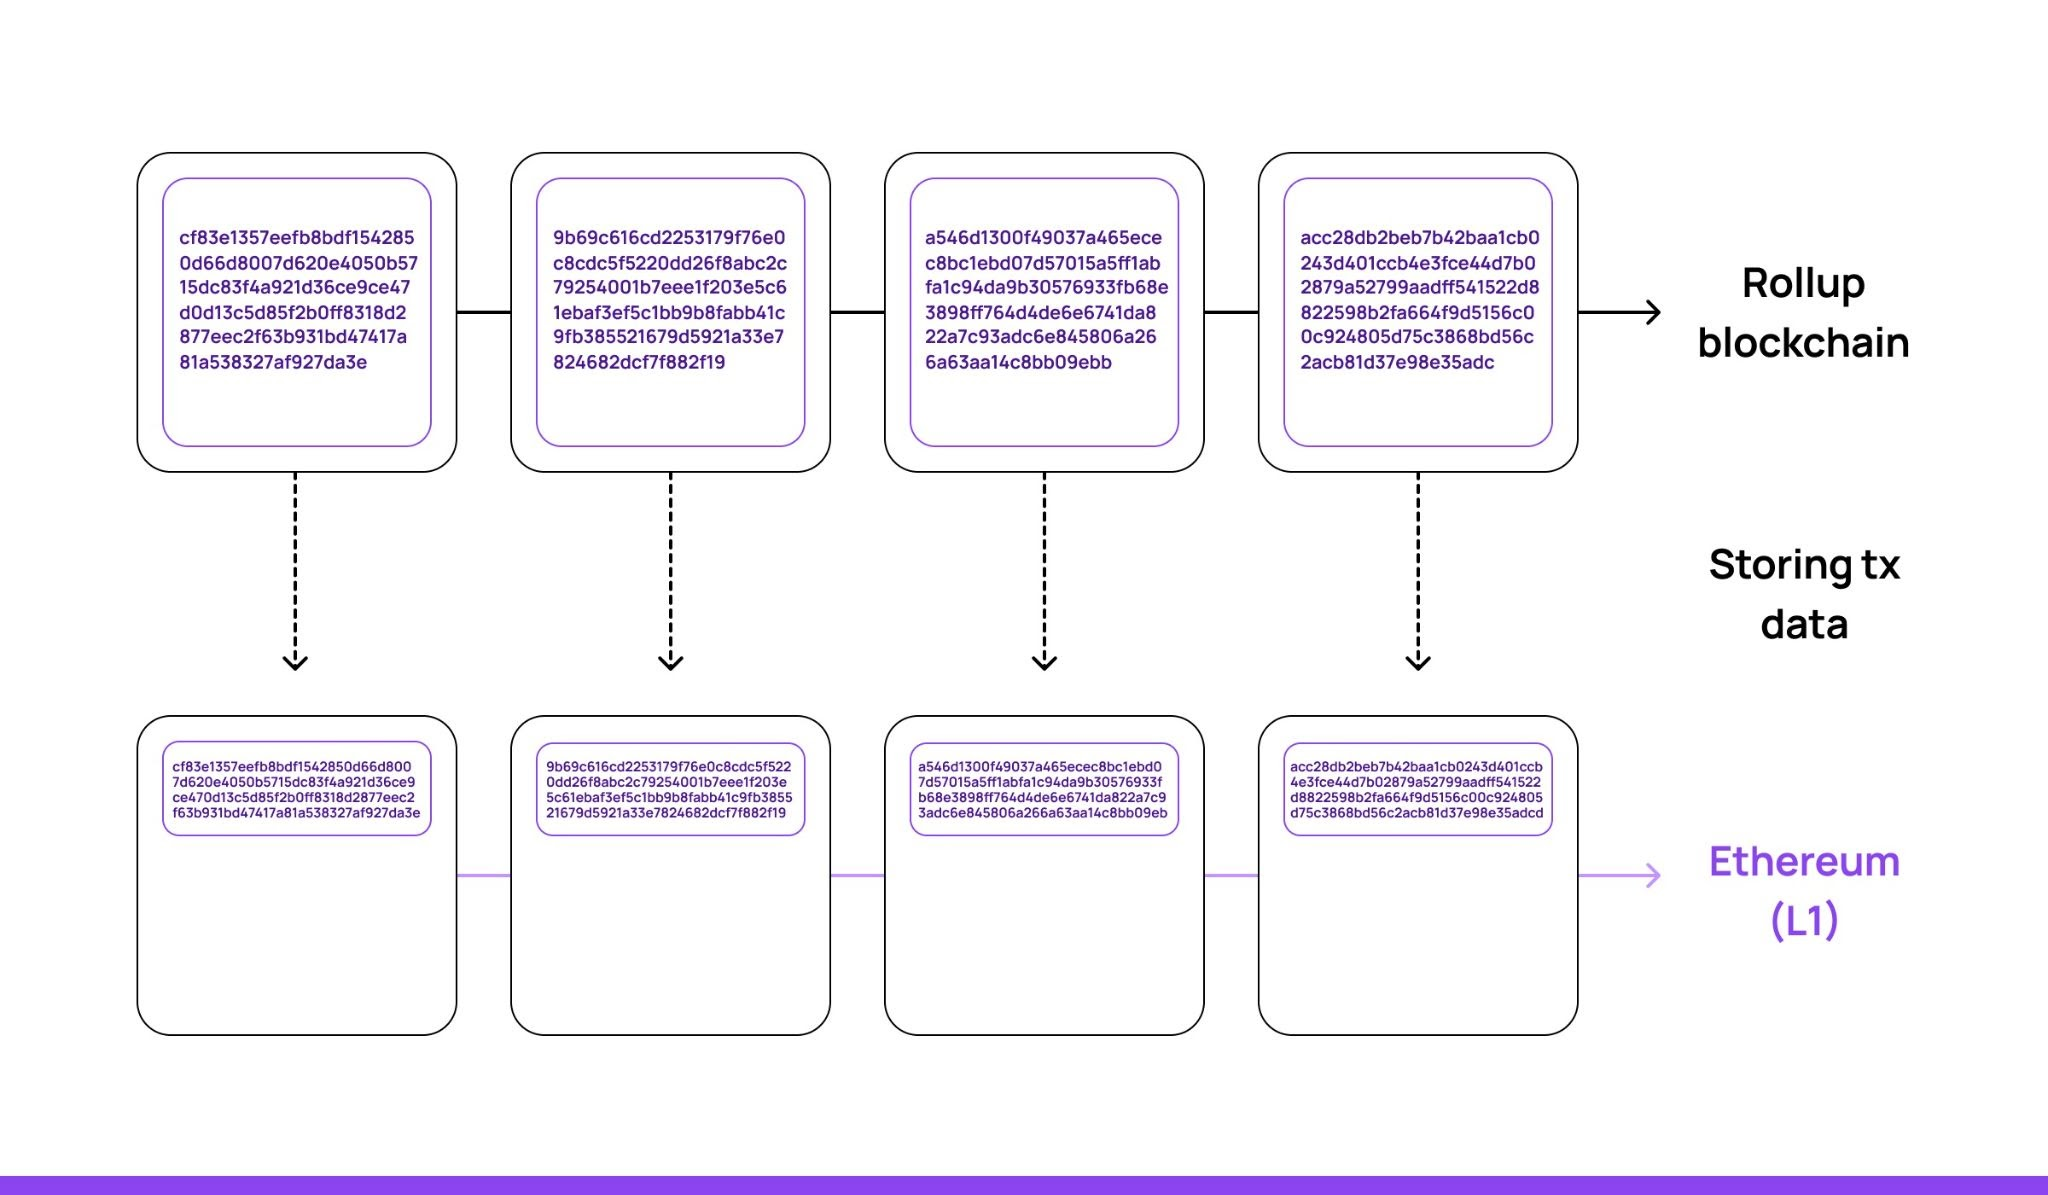 cf83e1357eefb8bdf154285
0d66d8007d620e4050b57
15dc83f4a921d36ce9ce47
d0d13c5d85f2b0ff8318d2
877eec2f63b931bd47417a
81a538327af927da3e
9b69c616cd2253179f76e0
c8cdc5f5220dd26f8abc2c
79254001b7eee1f203e5c6
1ebaf3ef5c1bb9b8fabb41c
9fb385521679d5921a33e7
824682dcf7f882f19
a546d1300f49037a465ece
c8bc1ebd07d57015a5ff1ab
fa1c94da9b30576933fb68e
3898ff764d4de6e6741da8
22a7c93adc6e845806a26
6a63aa14c8bb09ebb
acc28db2beb7b42baa1cb0
243d401ccb4e3fce44d7b0
2879a52799aadff541522d8
822598b2fa664f9d5156c0
0c924805d75c3868bd56c
2acb81d37e98e35adc
Rollup
blockchain
Storing tx
data
cf83e1357eefb8bdf1542850d66d800
7d620e4050b5715dc83f4a921d36ce9
ce470d13c5d85f2b0ff8318d2877eec2
f63b931bd47417a81a538327af927da3e
9b69c616cd2253179f76e0c8cdc5f522
0dd26f8abc2c79254001b7eee1f203e
5c61ebaf3ef5c1bb9b8fabb41c9fb3855
21679d5921a33e7824682dcf7f882f19
a546d1300f49037a465ecec8bc1ebd0
7d57015a5ff1abfa1c94da9b30576933f
b68e3898ff764d4de6e6741da822a7c9
3adc6e845806a266a63aa14c8bb09eb
acc28db2beb7b42baa1cb0243d401ccb
4e3fce44d7b02879a52799aadff541522
d8822598b2fa664f9d5156c00c924805
d75c3868bd56c2acb81d37e98e35adcd
Ethereum
(L1)